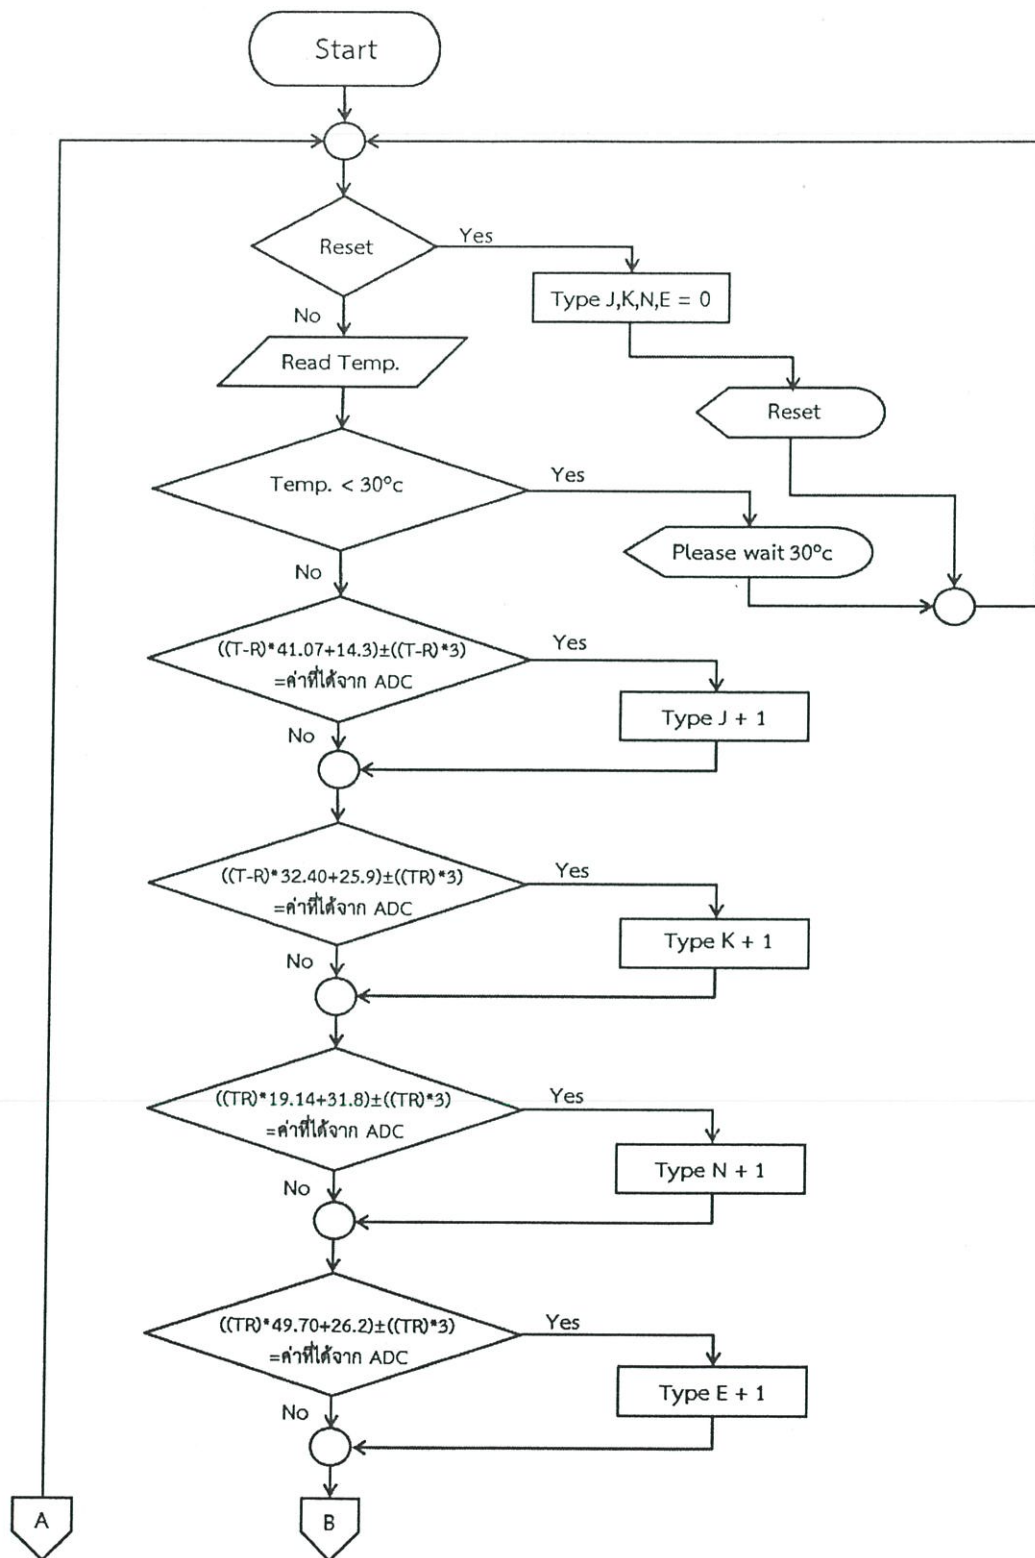 Start
Reset
Yes
Type J,K,N,E = 0
No
Read Temp.
Reset
Temp. < 30°c
Yes
Please wait 30°c
No
((T-R)*41.07+14.3)±((T-R)*3)
=ค่าที่ได้จาก ADC
Yes
Type J + 1
No
((T-R)*32.40+25.9)±((TR)*3)
=ค่าที่ได้จาก ADC
Yes
Type K + 1
No
((TR)*19.14+31.8)±((TR)*3)
=ค่าที่ได้จาก ADC
Yes
Type N + 1
No
((TR)*49.70+26.2)±((TR)*3)
=ค่าที่ได้จาก ADC
Yes
Type E + 1
No
A
B